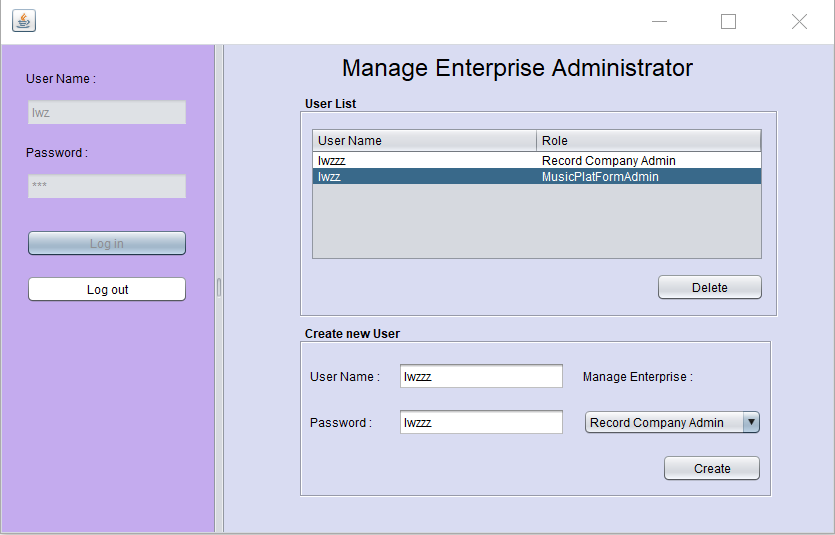 Manage Enterprise Administrator
User Name :
lwz
Password :
***
Log in
Log out
User List
User Name Role
lwzzz Record Company Admin
lwzz MusicPlatFormAdmin
Delete
Create new User
User Name : lwzzz Manage Enterprise :
Password : lwzzz Record Company Admin
Create